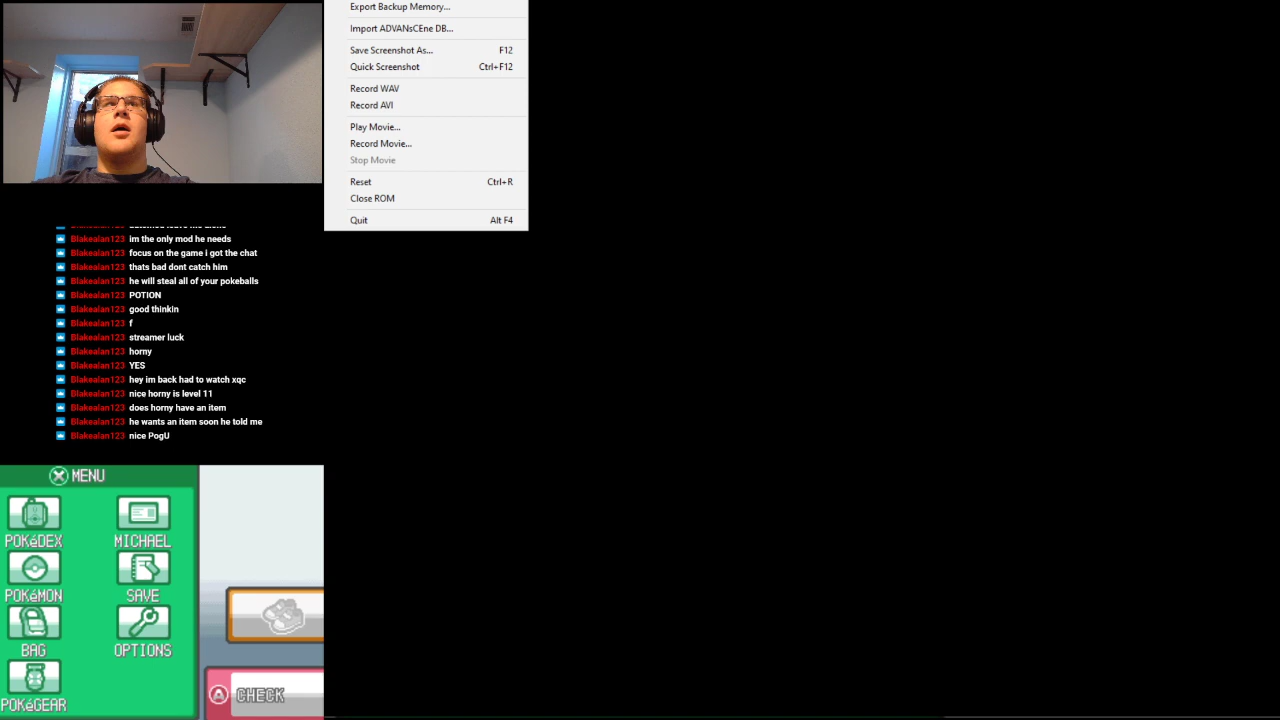 Export Backup Memory...
Import ADVANsCEne DB...
Save Screenshot As... F12
Quick Screenshot Ctrl+F12
Record WAV
Record AVI
Play Movie...
Record Movie...
Stop Movie
Reset Ctrl+R
Close ROM
Quit Alt F4
Blakealan123 im the only mod he needs
Blakealan123 focus on the game i got the chat
Blakealan123 thats bad dont catch him
Blakealan123 he will steal all of your pokeballs
Blakealan123 POTION
Blakealan123 good thinkin
Blakealan123 f
Blakealan123 streamer luck
Blakealan123 horny
Blakealan123 YES
Blakealan123 hey im back had to watch xqc
Blakealan123 nice horny is level 11
Blakealan123 does horny have an item
Blakealan123 he wants an item soon he told me
Blakealan123 nice PogU
X MENU
POKéDEX MICHAEL
POKéMON SAVE
BAG OPTIONS
POKéGEAR
A CHECK